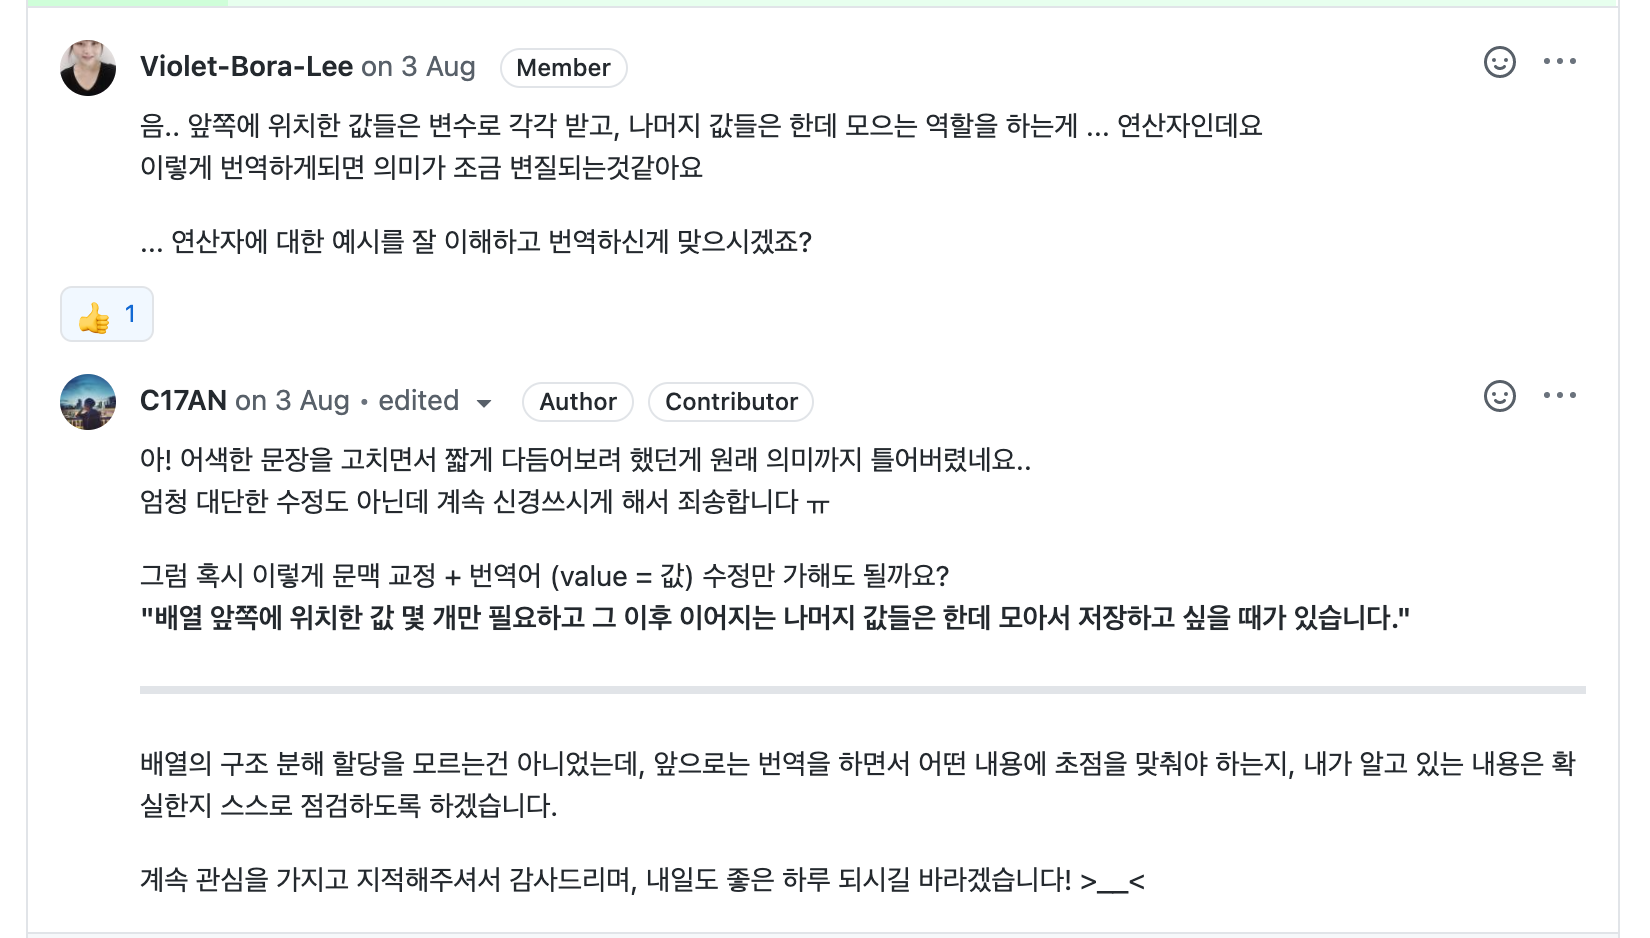 Violet-Bora-Lee on 3 Aug Member
음.. 앞쪽에 위치한 값들은 변수로 각각 받고, 나머지 값들은 한데 모으는 역할을 하는게 ... 연산자인데요
이렇게 번역하게되면 의미가 조금 변질되는것같아요
... 연산자에 대한 예시를 잘 이해하고 번역하신게 맞으시겠죠?
👍 1
C17AN on 3 Aug • edited Author Contributor
아! 어색한 문장을 고치면서 짧게 다듬어보려 했던게 원래 의미까지 틀어버렸네요..
엄청 대단한 수정도 아닌데 계속 신경쓰시게 해서 죄송합니다 ㅠ
그럼 혹시 이렇게 문맥 교정 + 번역어 (value = 값) 수정만 가해도 될까요?
"배열 앞쪽에 위치한 값 몇 개만 필요하고 그 이후 이어지는 나머지 값들은 한데 모아서 저장하고 싶을 때가 있습니다."
배열의 구조 분해 할당을 모르는건 아니었는데, 앞으로는 번역을 하면서 어떤 내용에 초점을 맞춰야 하는지, 내가 알고 있는 내용은 확
실한지 스스로 점검하도록 하겠습니다.
계속 관심을 가지고 지적해주셔서 감사드리며, 내일도 좋은 하루 되시길 바라겠습니다! >__<